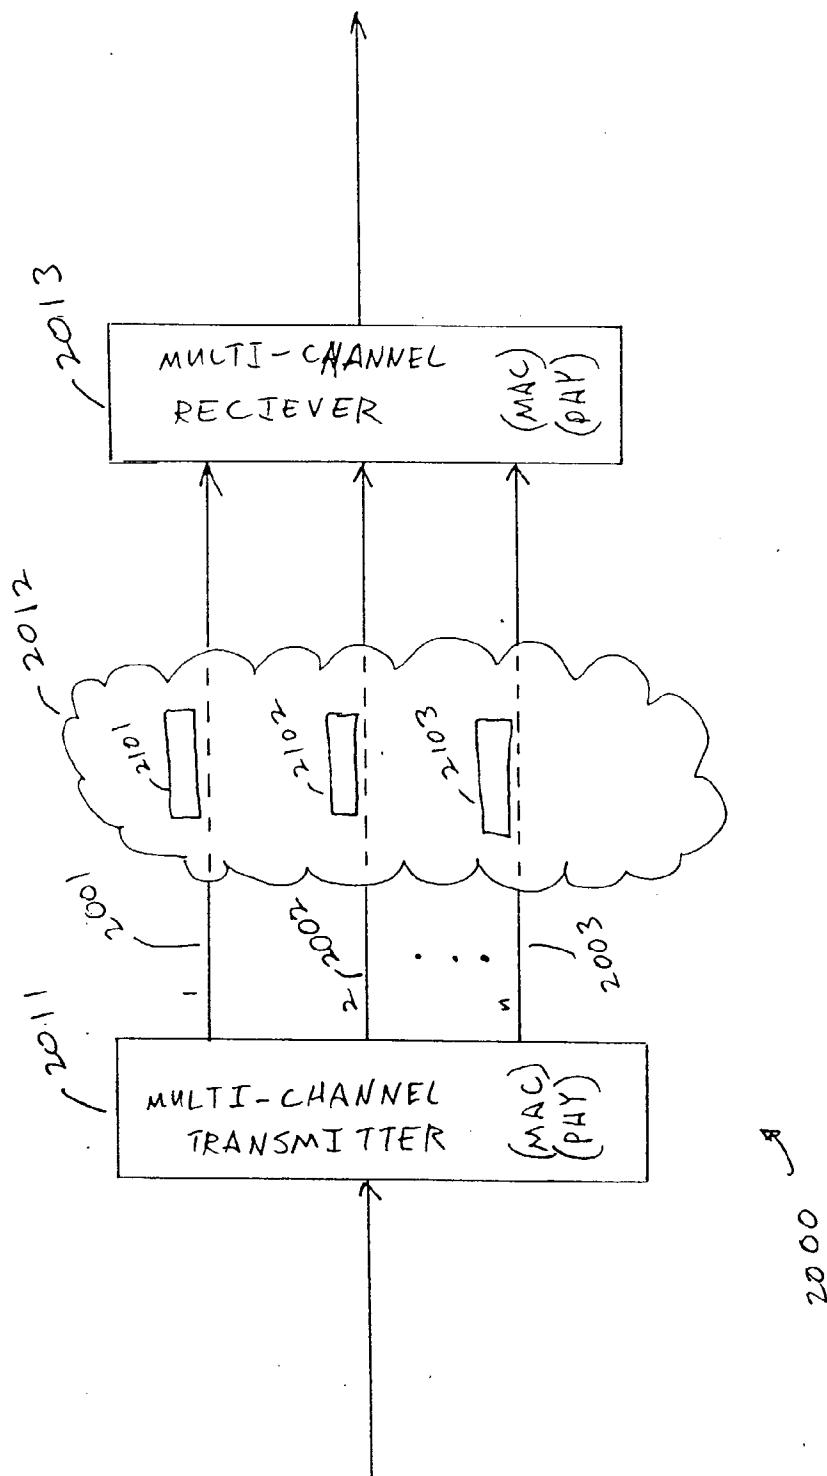 2013
MULTI-CHANNEL
RECIEVER
(MAC)
(PHY)
2012
2101
2102
2103
2001
2002
2003
1
2
n
2011
MULTI-CHANNEL
TRANSMITTER
(MAC)
(PHY)
2000